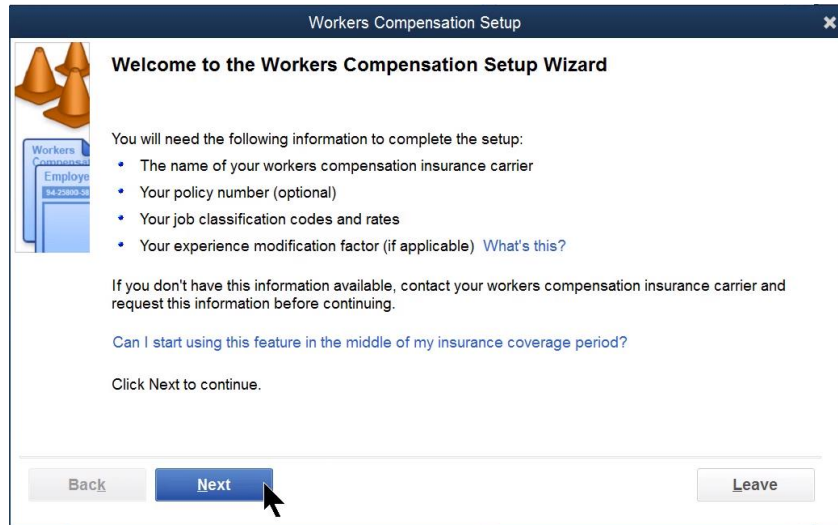 Workers Compensation Setup
Welcome to the Workers Compensation Setup Wizard
You will need the following information to complete the setup:
• The name of your workers compensation insurance carrier
• Your policy number (optional)
• Your job classification codes and rates
• Your experience modification factor (if applicable) What's this?
If you don't have this information available, contact your workers compensation insurance carrier and
request this information before continuing.
Can I start using this feature in the middle of my insurance coverage period?
Click Next to continue.
Workers
Employe
Back
Next
Leave